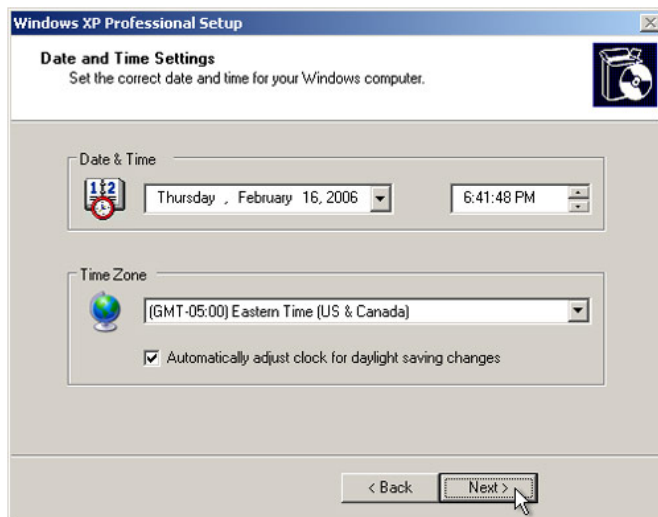 Windows XP Professional Setup
Date and Time Settings
Set the correct date and time for your Windows computer.
Date & Time
12
Thursday , February 16, 2006
6:41:48 PM
Time Zone
(GMT-05:00) Eastern Time (US & Canada)
Automatically adjust clock for daylight saving changes
< Back
Next >